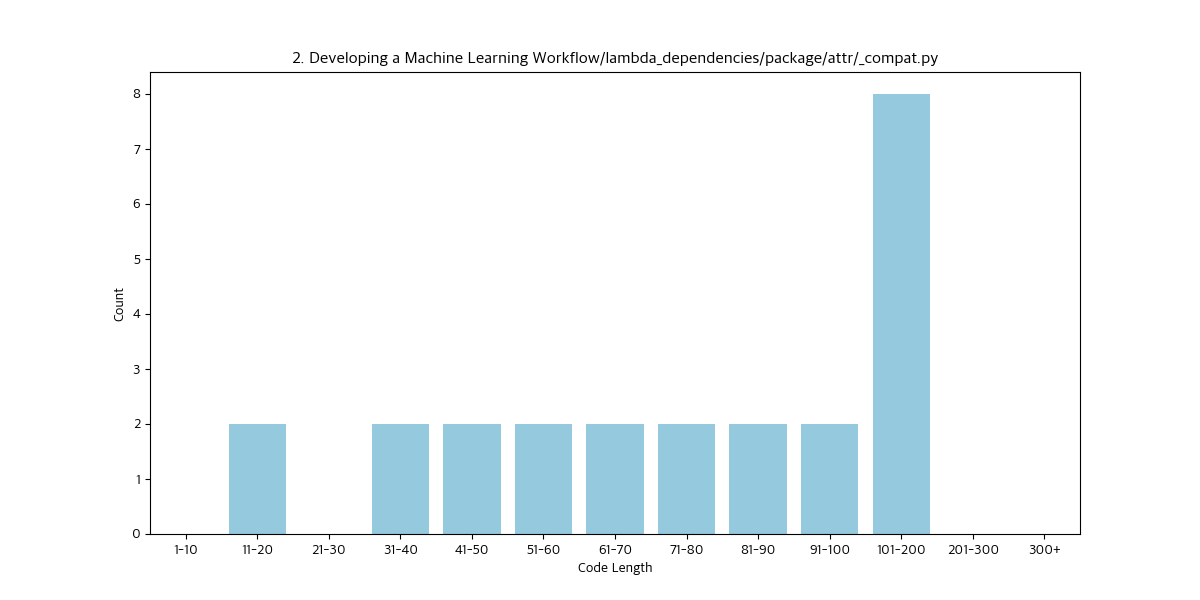 2. Developing a Machine Learning Workflow/lambda_dependencies/package/attr/_compat.py
8
7
6
5
4
3
2
1
0
Count
1-10 11-20 21-30 31-40 41-50 51-60 61-70 71-80 81-90 91-100 101-200 201-300 300+
Code Length